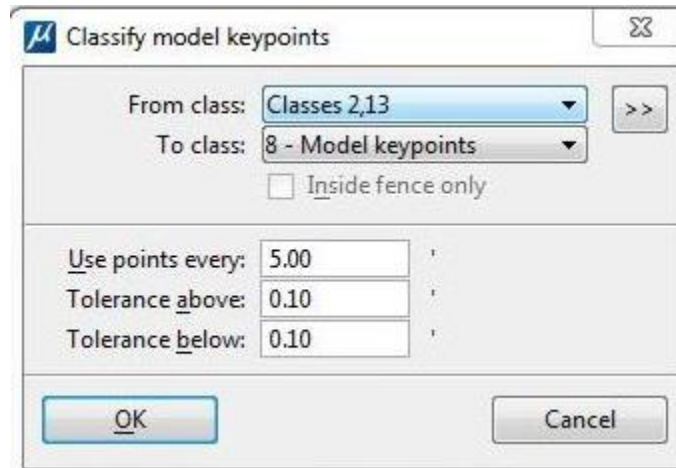 µ Classify model keypoints
From class: Classes 2,13 >>
To class: 8 - Model keypoints
Inside fence only
Use points every: 5.00 '
Tolerance above: 0.10 '
Tolerance below: 0.10 '
OK Cancel